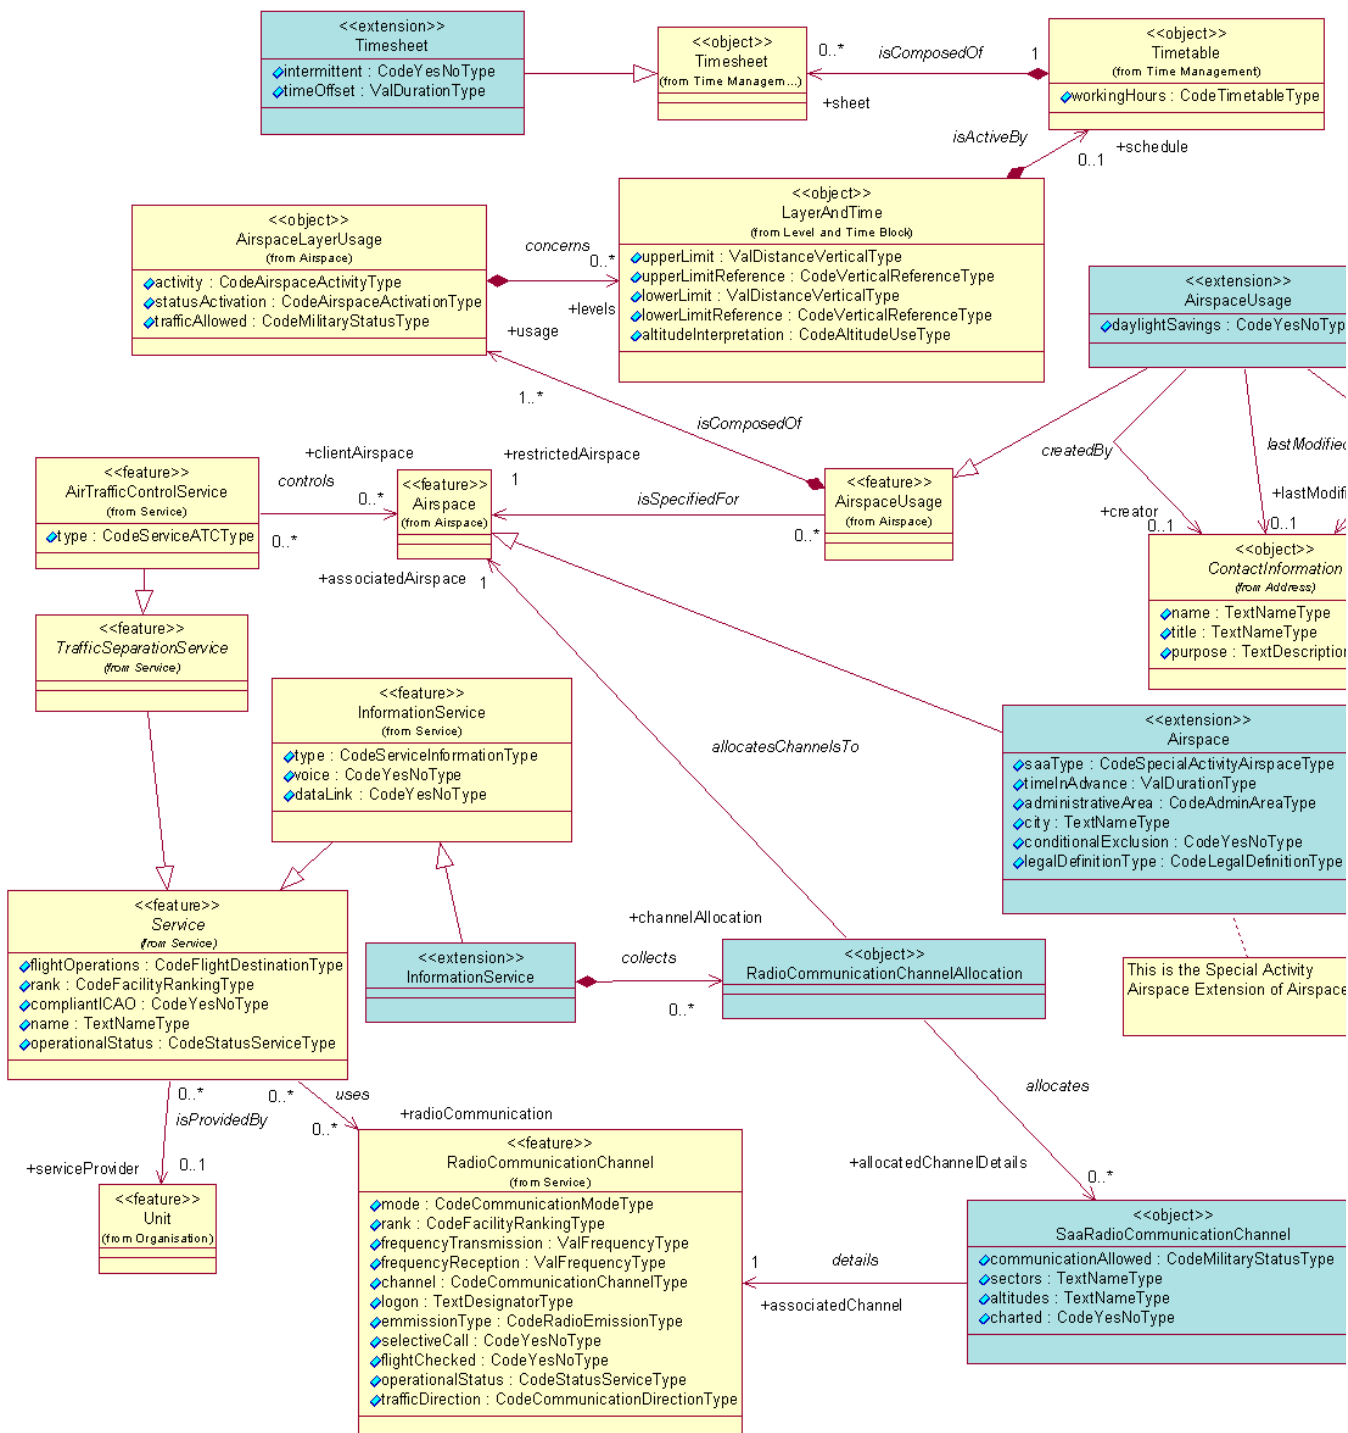 <<extension>>
Timesheet
intermittent : CodeYesNoType
timeOffset : ValDurationType
<<object>>
Timesheet
(from Time Managem...)
0..*
isComposedOf
1
+sheet
<<object>>
Timetable
(from Time Management)
workingHours : CodeTimetableType
isActiveBy
0..1
+schedule
<<object>>
AirspaceLayerUsage
(from Airspace)
activity : CodeAirspaceActivityType
statusActivation : CodeAirspaceActivationType
trafficAllowed : CodeMilitaryStatusType
concerns
0..*
+levels
+usage
<<object>>
LayerAndTime
(from Level and Time Block)
upperLimit : ValDistanceVerticalType
upperLimitReference : CodeVerticalReferenceType
lowerLimit : ValDistanceVerticalType
lowerLimitReference : CodeVerticalReferenceType
altitudeInterpretation : CodeAltitudeUseType
<<extension>>
AirspaceUsage
daylightSavings : CodeYesNoTyp
1..*
isComposedOf
createdBy
lastModified
+creator
0..1
+lastModifi
0..1
<<feature>>
AirTrafficControlService
(from Service)
type : CodeServiceATCType
+clientAirspace
controls
0..*
0..*
+associatedAirspace
<<feature>>
Airspace
(from Airspace)
+restrictedAirspace
1
isSpecifiedFor
0..*
1
<<feature>>
AirspaceUsage
(from Airspace)
<<object>>
ContactInformation
(from Address)
name : TextNameType
title : TextNameType
purpose : TextDescription
<<feature>>
TrafficSeparationService
(from Service)
<<feature>>
InformationService
(from Service)
type : CodeServiceInformationType
voice : CodeYesNoType
dataLink : CodeYesNoType
allocatesChannelsTo
<<extension>>
Airspace
saaType : CodeSpecialActivityAirspaceType
timeInAdvance : ValDurationType
administrativeArea : CodeAdminAreaType
city : TextNameType
conditionalExclusion : CodeYesNoType
legalDefinitionType : CodeLegalDefinitionType
This is the Special Activity
Airspace Extension of Airspace
<<feature>>
Service
(from Service)
flightOperations : CodeFlightDestinationType
rank : CodeFacilityRankingType
compliantICAO : CodeYesNoType
name : TextNameType
operationalStatus : CodeStatusServiceType
<<extension>>
InformationService
+channelAllocation
collects
0..*
<<object>>
RadioCommunicationChannelAllocation
0..*
isProvidedBy
+serviceProvider
0..1
0..*
uses
0..*
+radioCommunication
allocates
+allocatedChannelDetails
0..*
<<feature>>
Unit
(from Organisation)
<<feature>>
RadioCommunicationChannel
(from Service)
mode : CodeCommunicationModeType
rank : CodeFacilityRankingType
frequencyTransmission : ValFrequencyType
frequencyReception : ValFrequencyType
channel : CodeCommunicationChannelType
logon : TextDesignatorType
emmissionType : CodeRadioEmissionType
selectiveCall : CodeYesNoType
flightChecked : CodeYesNoType
operationalStatus : CodeStatusServiceType
trafficDirection : CodeCommunicationDirectionType
1
details
+associatedChannel
<<object>>
SaaRadioCommunicationChannel
communicationAllowed : CodeMilitaryStatusType
sectors : TextNameType
altitudes : TextNameType
charted : CodeYesNoType